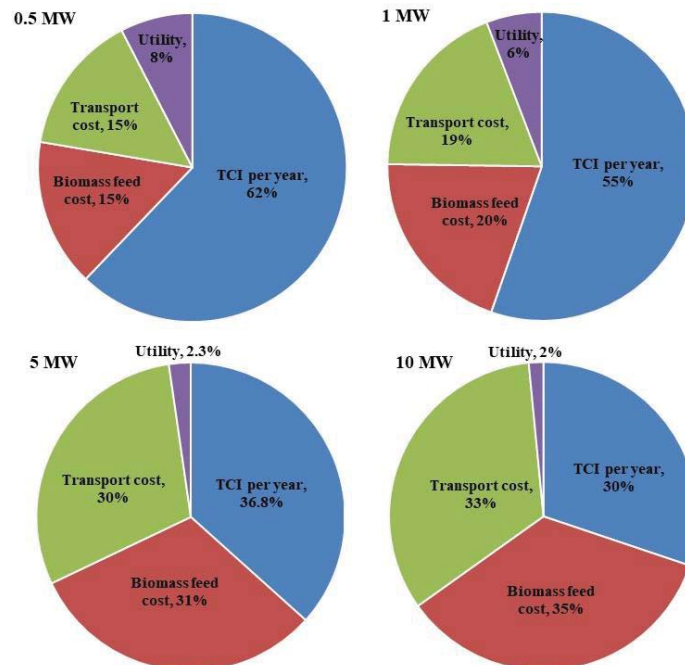 0.5 MW
Utility,
8%
Transport
cost, 15%
Biomass feed
cost, 15%
TCI per year,
62%
1 MW
Utility,
6%
Transport cost,
19%
Biomass feed
cost, 20%
TCI per year,
55%
5 MW
Utility, 2.3%
Transport cost,
30%
TCI per year,
36.8%
Biomass feed
cost, 31%
10 MW
Utility, 2%
Transport cost,
33%
TCI per year,
30%
Biomass feed
cost, 35%